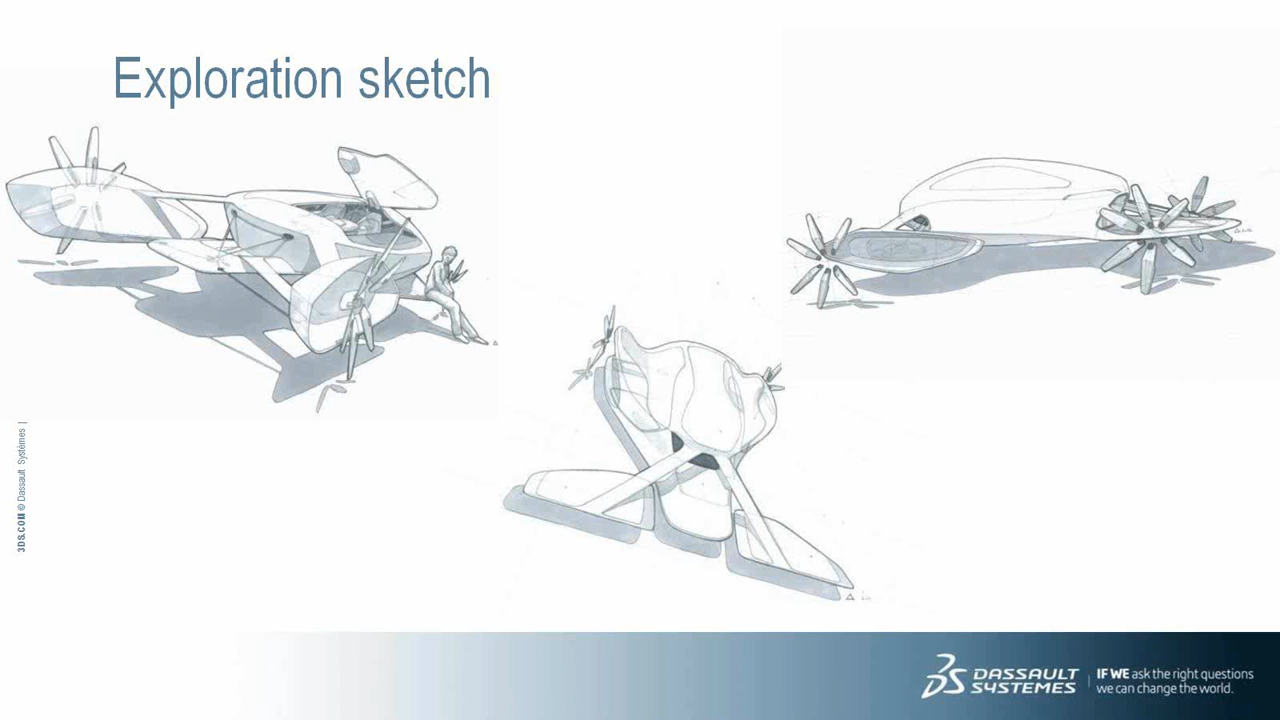 Exploration sketch
3DS.COM © Dassault Systèmes |
DASSAULT
SYSTEMES
IF WE ask the right questions
we can change the world.